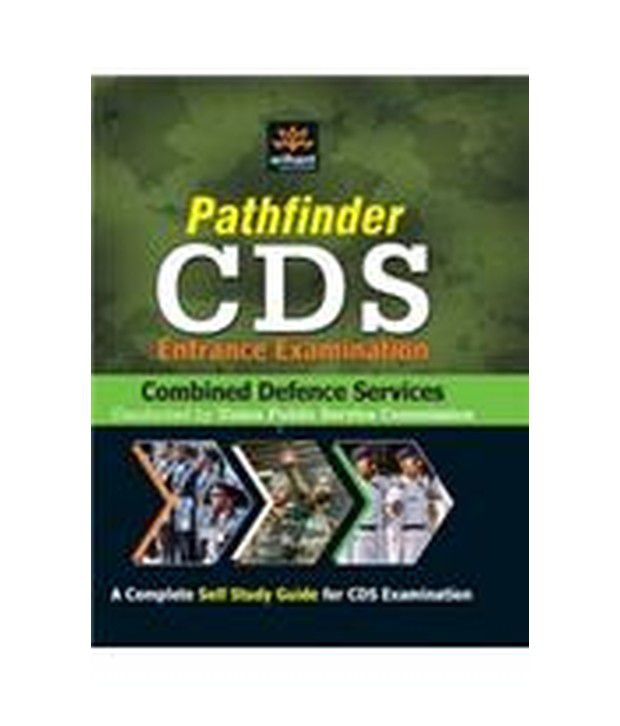 arihant
Pathfinder
CDS
Entrance Examination
Combined Defence Services
Conducted by Union Public Service Commission
A Complete Self Study Guide for CDS Examination